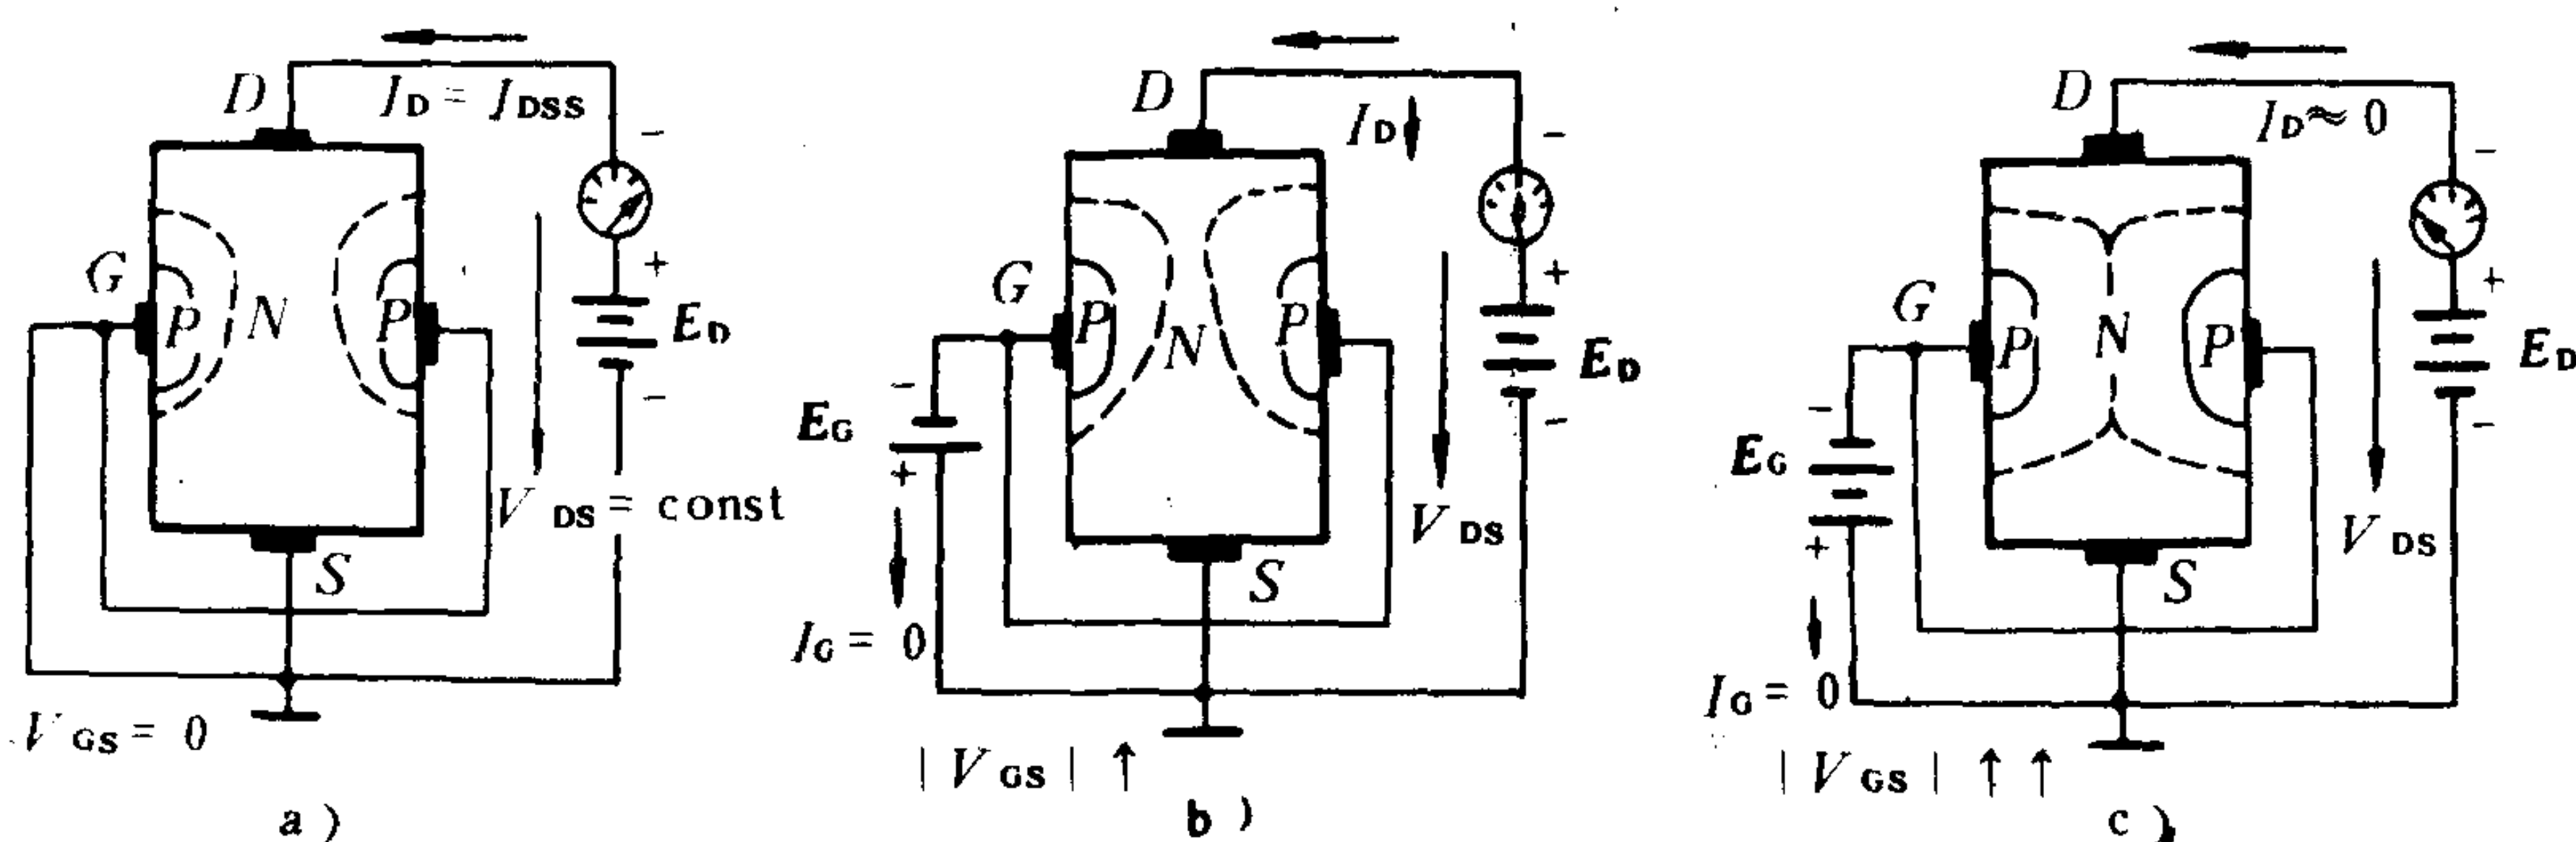 D
I_D = I_DSS
−
+
G
P
N
P
E_D
−
V_DS = const
S
V_GS = 0
a )
D
I_D ↓
−
+
G
P
N
P
E_D
−
E_G
−
+
V_DS
S
I_G = 0
| V_GS | ↑
b )
D
I_D ≈ 0
−
+
G
P
N
P
E_D
−
E_G
−
+
V_DS
S
I_G = 0
| V_GS | ↑ ↑
c )